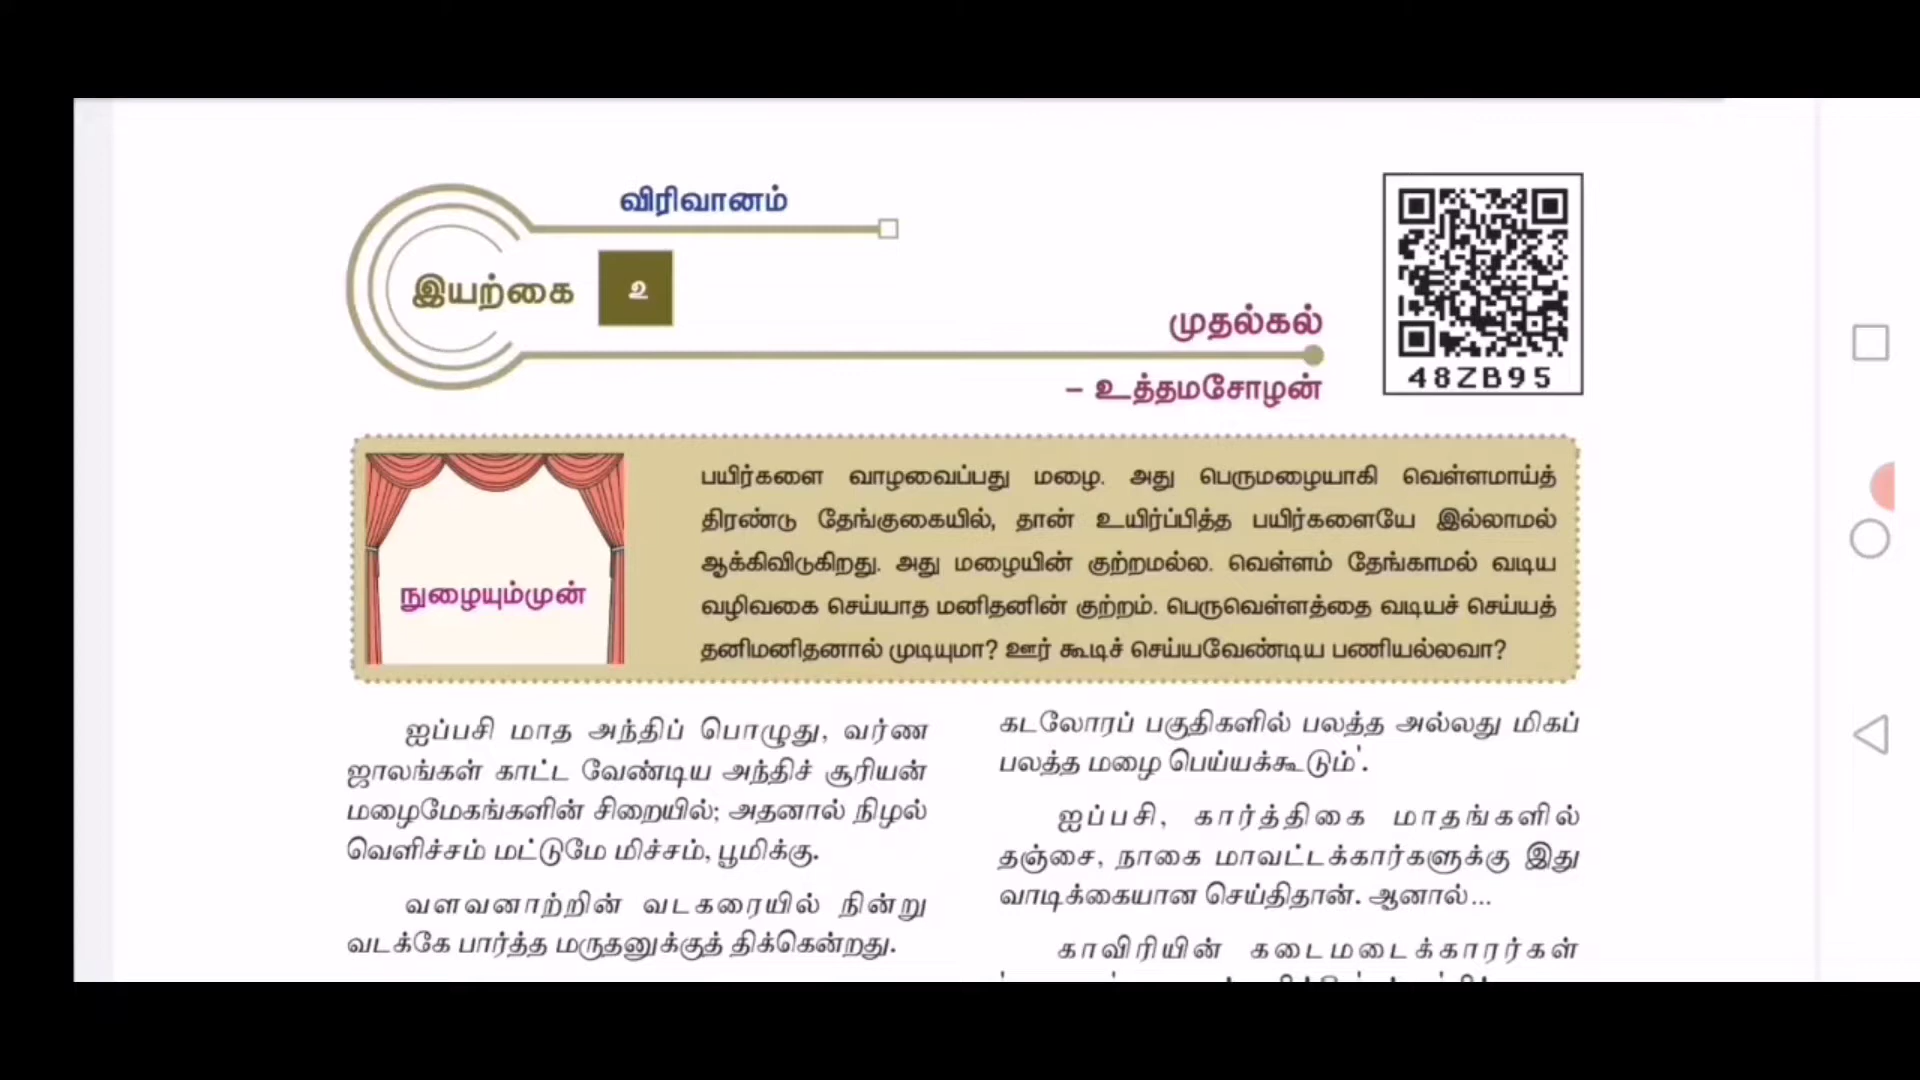 விரிவானம்
இயற்கை
உ
முதல்கல்
– உத்தமசோழன்
48ZB95
நுழையும்முன்
பயிர்களை வாழவைப்பது மழை. அது பெருமழையாகி வெள்ளமாய்த்
திரண்டு தேங்குகையில், தான் உயிர்ப்பித்த பயிர்களையே இல்லாமல்
ஆக்கிவிடுகிறது. அது மழையின் குற்றமல்ல. வெள்ளம் தேங்காமல் வடிய
வழிவகை செய்யாத மனிதனின் குற்றம். பெருவெள்ளத்தை வடியச் செய்யத்
தனிமனிதனால் முடியுமா? ஊர் கூடிச் செய்யவேண்டிய பணியல்லவா?
ஐப்பசி மாத அந்திப் பொழுது, வர்ண
ஜாலங்கள் காட்ட வேண்டிய அந்திச் சூரியன்
மழைமேகங்களின் சிறையில்; அதனால் நிழல்
வெளிச்சம் மட்டுமே மிச்சம், பூமிக்கு.
வளவனாற்றின் வடகரையில் நின்று
வடக்கே பார்த்த மருதனுக்குத் திக்கென்றது.
கடலோரப் பகுதிகளில் பலத்த அல்லது மிகப்
பலத்த மழை பெய்யக்கூடும்'.
ஐப்பசி, கார்த்திகை மாதங்களில்
தஞ்சை, நாகை மாவட்டக்கார்களுக்கு இது
வாடிக்கையான செய்திதான். ஆனால்...
காவிரியின் கடைமடைக்காரர்கள்